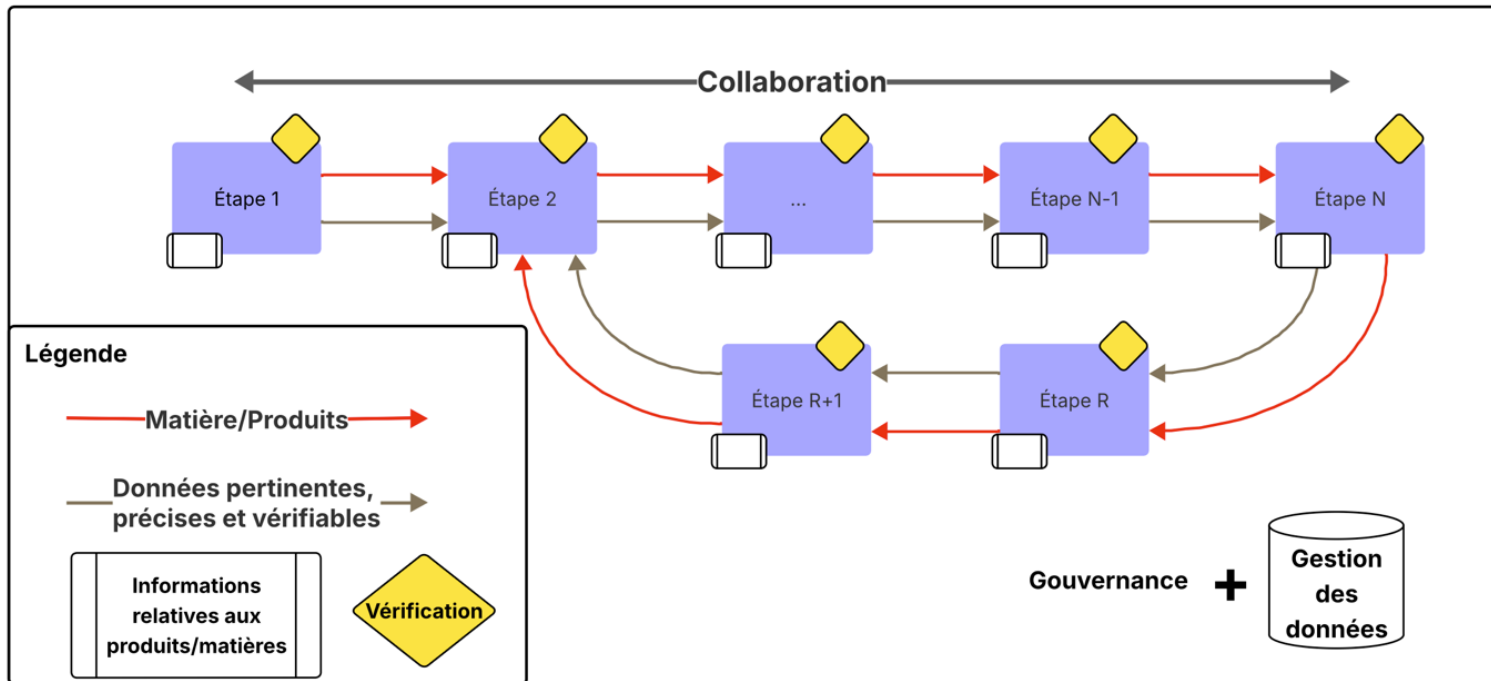 Collaboration
Étape 1
Étape 2
...
Étape N-1
Étape N
Étape R+1
Étape R
Légende
Matière/Produits
Données pertinentes,
précises et vérifiables
Informations
relatives aux
produits/matières
Vérification
Gouvernance
+
Gestion
des
données